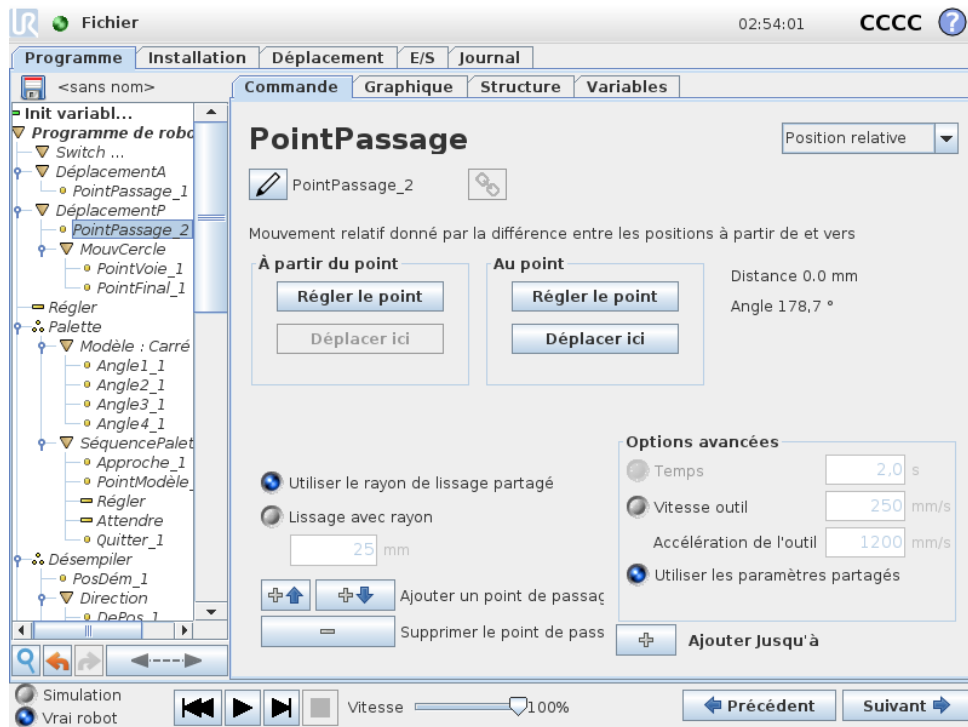 UR Fichier 02:54:01 CCCC ?
Programme Installation Déplacement E/S Journal
<sans nom>
Commande Graphique Structure Variables
Init variabl...
Programme de robo
Switch ...
DéplacementA
PointPassage_1
DéplacementP
PointPassage_2
MouvCercle
PointVoie_1
PointFinal_1
Régler
Palette
Modèle : Carré
Angle1_1
Angle2_1
Angle3_1
Angle4_1
SéquencePalet
Approche_1
PointModèle_
Régler
Attendre
Quitter_1
Désempiler
PosDém_1
Direction
DePos_1
PointPassage
Position relative
PointPassage_2
Mouvement relatif donné par la différence entre les positions à partir de et vers
À partir du point
Régler le point
Déplacer ici
Au point
Régler le point
Déplacer ici
Distance 0.0 mm
Angle 178,7 °
Utiliser le rayon de lissage partagé
Lissage avec rayon
25 mm
Ajouter un point de passag
Supprimer le point de pass
Options avancées
Temps 2,0 s
Vitesse outil 250 mm/s
Accélération de l'outil 1200 mm/s
Utiliser les paramètres partagés
Ajouter Jusqu'à
Simulation
Vrai robot
Vitesse 100%
Précédent
Suivant